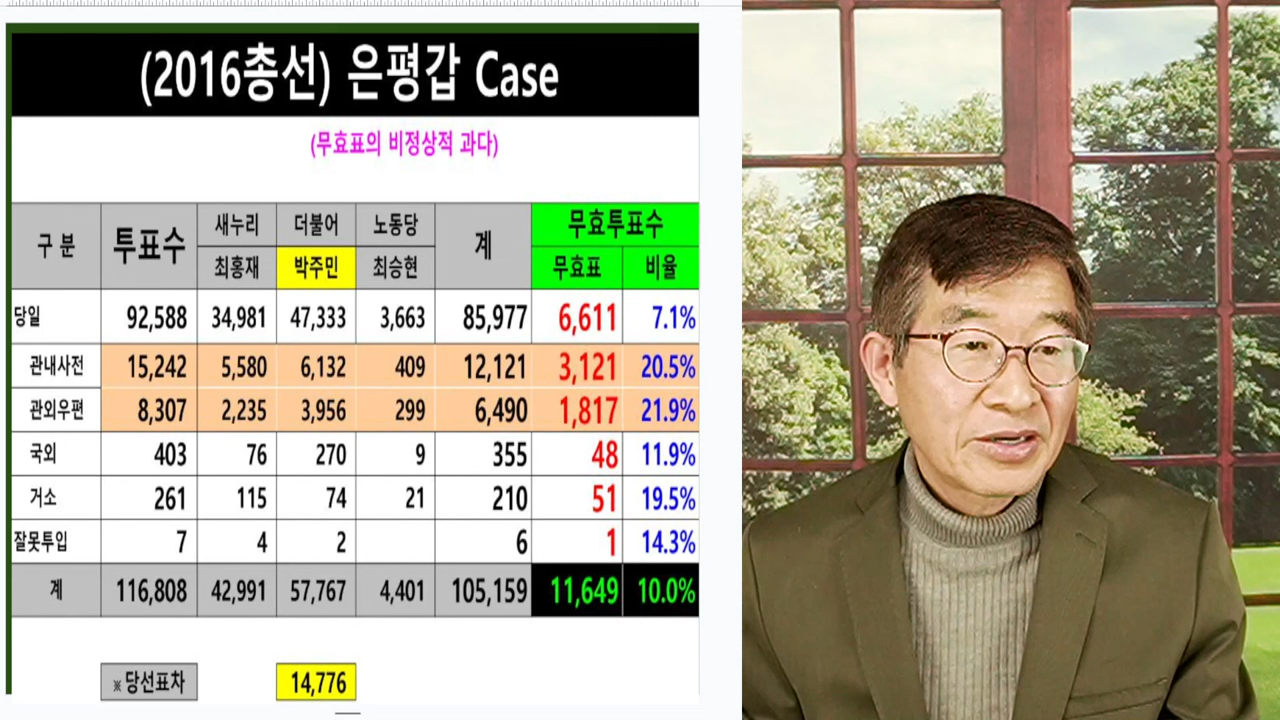 (2016총선) 은평갑 Case
(무효표의 비정상적 과다)
구 분 투표수 새누리 더불어 노동당 계 무효투표수
최홍재 박주민 최승현 무효표 비율
당일 92,588 34,981 47,333 3,663 85,977 6,611 7.1%
관내사전 15,242 5,580 6,132 409 12,121 3,121 20.5%
관외우편 8,307 2,235 3,956 299 6,490 1,817 21.9%
국외 403 76 270 9 355 48 11.9%
거소 261 115 74 21 210 51 19.5%
잘못투입 7 4 2 6 1 14.3%
계 116,808 42,991 57,767 4,401 105,159 11,649 10.0%
※ 당선표차 14,776